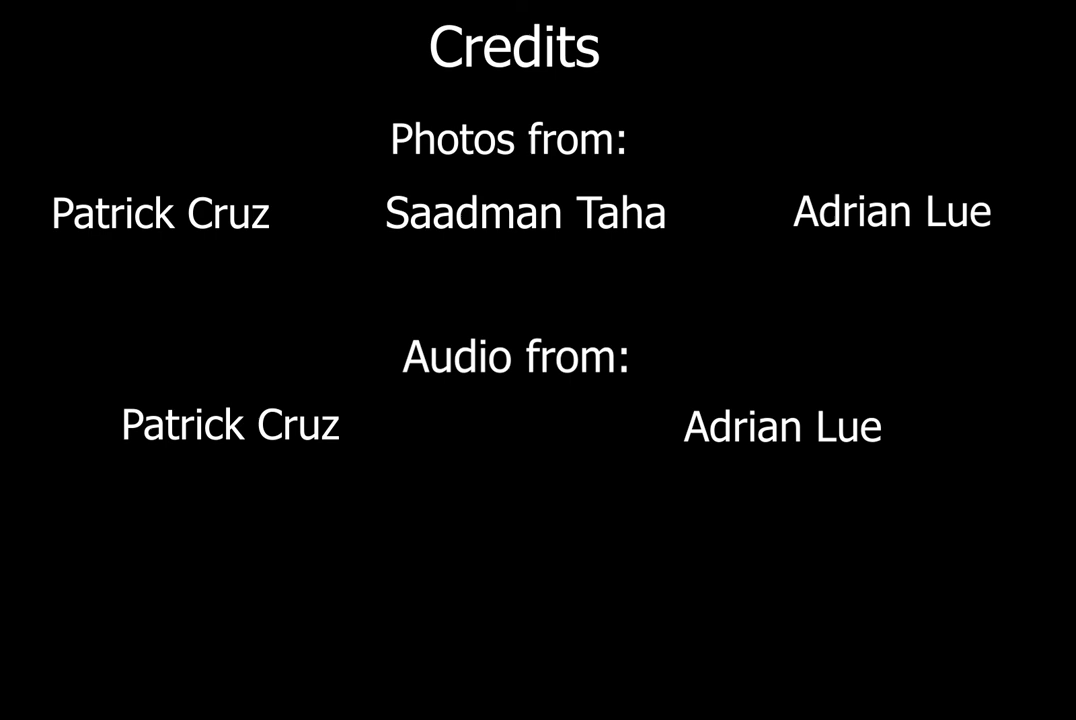 Credits
Photos from:
Patrick Cruz Saadman Taha Adrian Lue
Audio from:
Patrick Cruz Adrian Lue